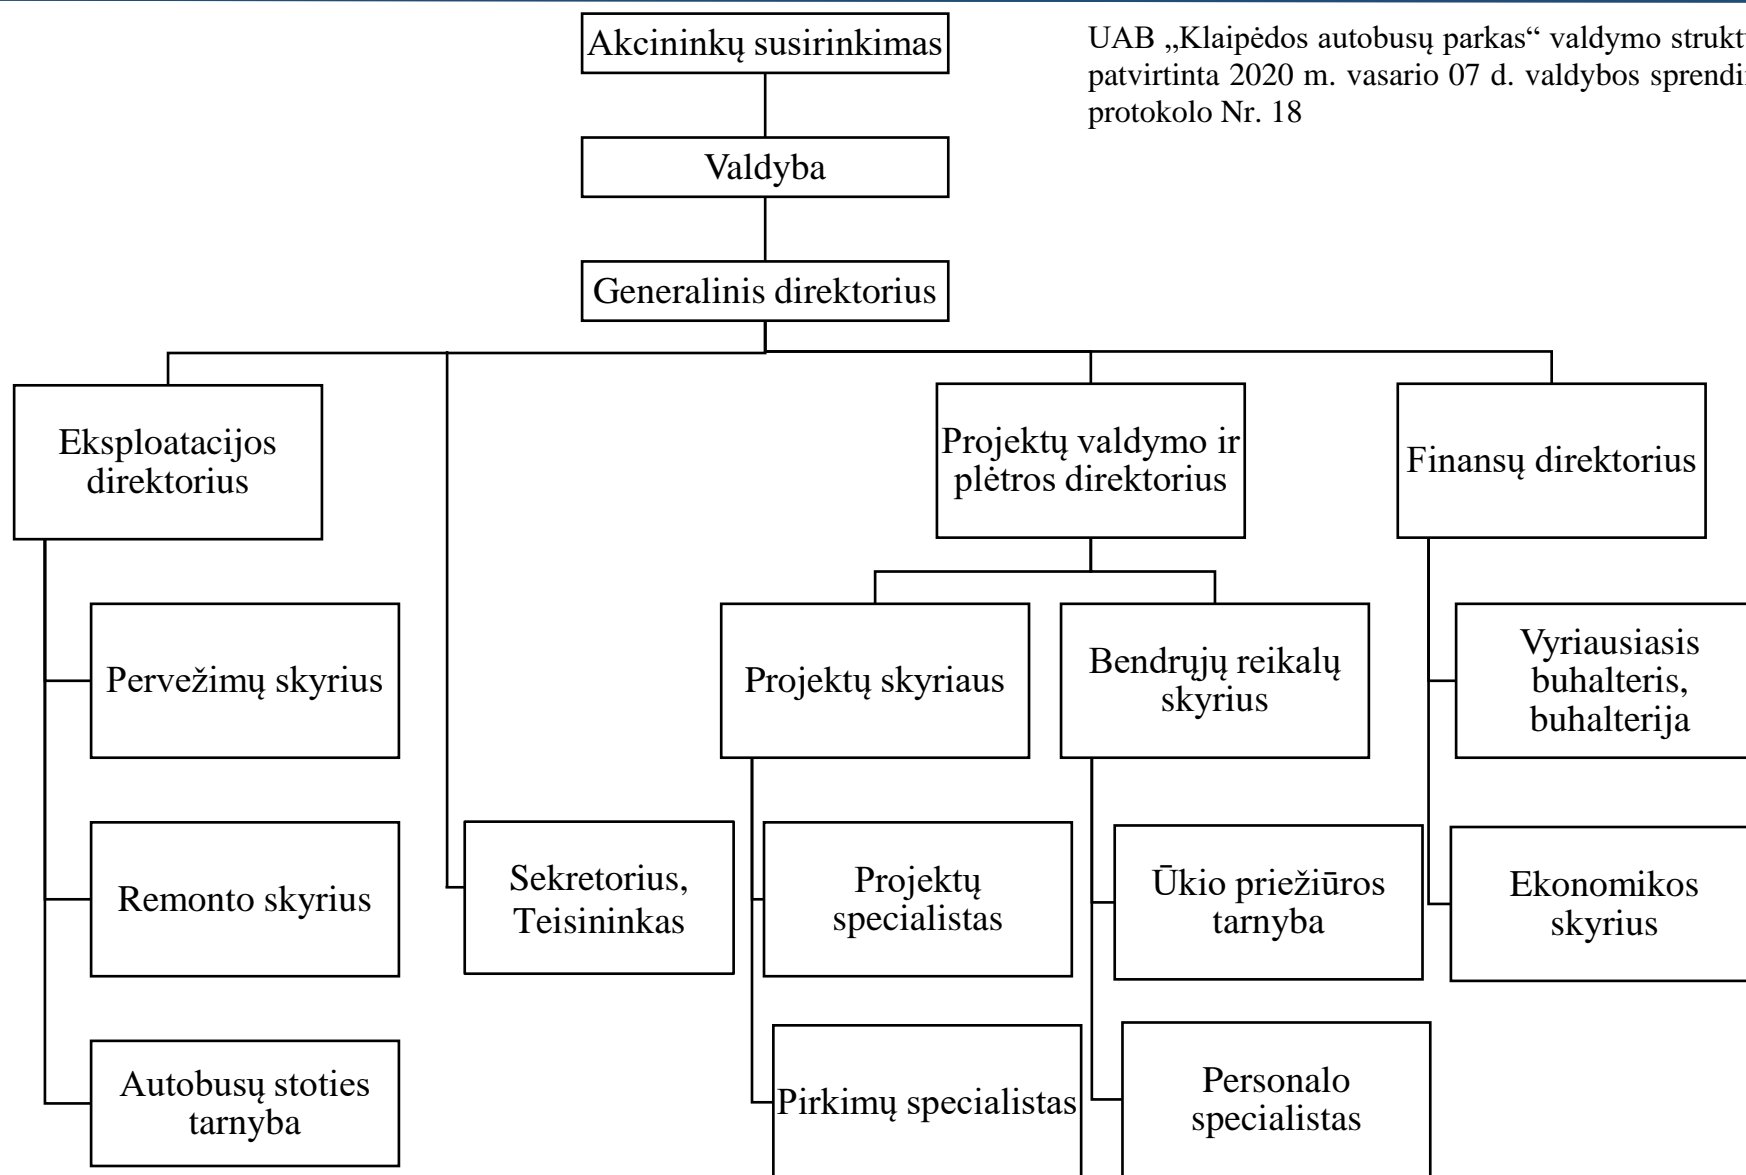 Akcininkų susirinkimas
UAB „Klaipėdos autobusų parkas“ valdymo
patvirtinta 2020 m. vasario 07 d. valdybos
protokolo Nr. 18
Valdyba
Generalinis direktorius
Eksploatacijos
direktorius
Projektų valdymo ir
plėtros direktorius
Finansų direktorius
Pervežimų skyrius
Projektų skyriaus
Bendrųjų reikalų
skyrius
Vyriausiasis
buhalteris,
buhalterija
Remonto skyrius
Sekretorius,
Teisininkas
Projektų
specialistas
Ūkio priežiūros
tarnyba
Ekonomikos
skyrius
Autobusų stoties
tarnyba
Pirkimų specialistas
Personalo
specialistas